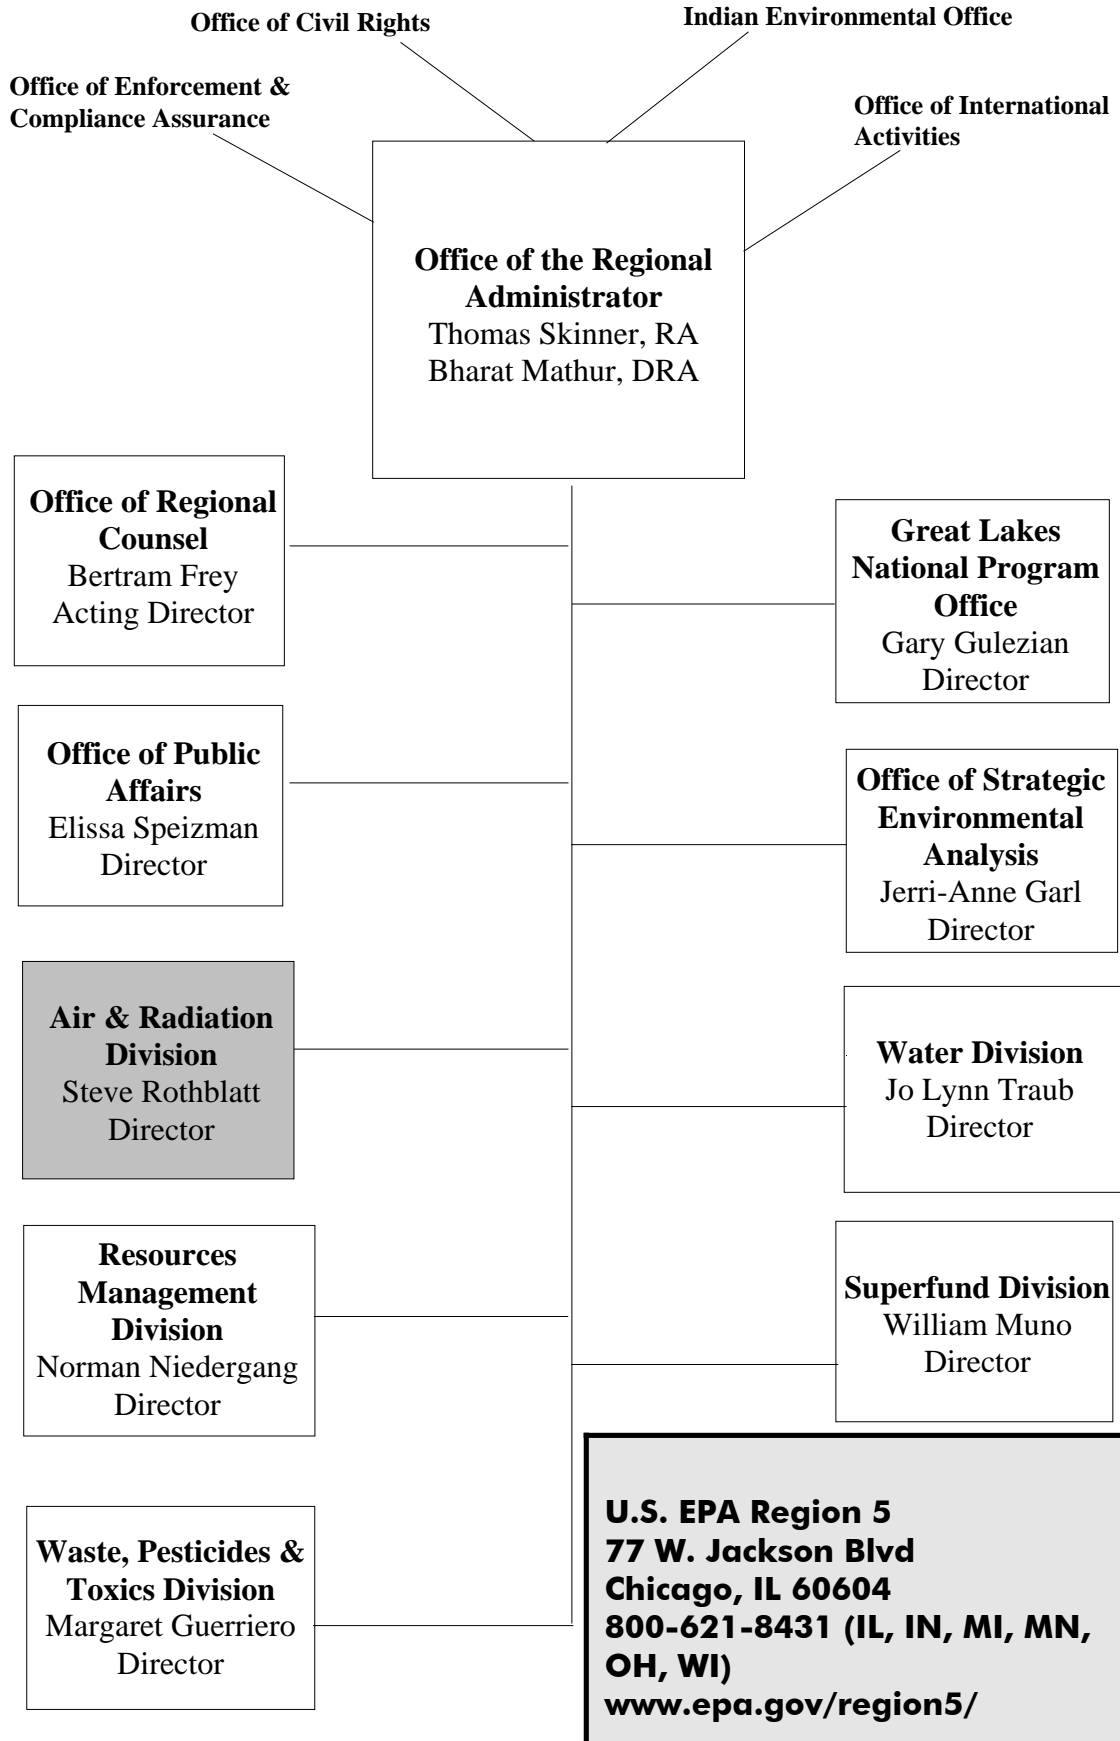 Office of Civil Rights
Indian Environmental Office
Office of Enforcement &
Compliance Assurance
Office of International
Activities
Office of the Regional
Administrator
Thomas Skinner, RA
Bharat Mathur, DRA
Office of Regional
Counsel
Bertram Frey
Acting Director
Great Lakes
National Program
Office
Gary Gulezian
Director
Office of Public
Affairs
Elissa Speizman
Director
Office of Strategic
Environmental
Analysis
Jerri-Anne Garl
Director
Air & Radiation
Division
Steve Rothblatt
Director
Water Division
Jo Lynn Traub
Director
Resources
Management
Division
Norman Niedergang
Director
Superfund Division
William Muno
Director
Waste, Pesticides &
Toxics Division
Margaret Guerriero
Director
U.S. EPA Region 5
77 W. Jackson Blvd
Chicago, IL 60604
800-621-8431 (IL, IN, MI, MN,
OH, WI)
www.epa.gov/region5/